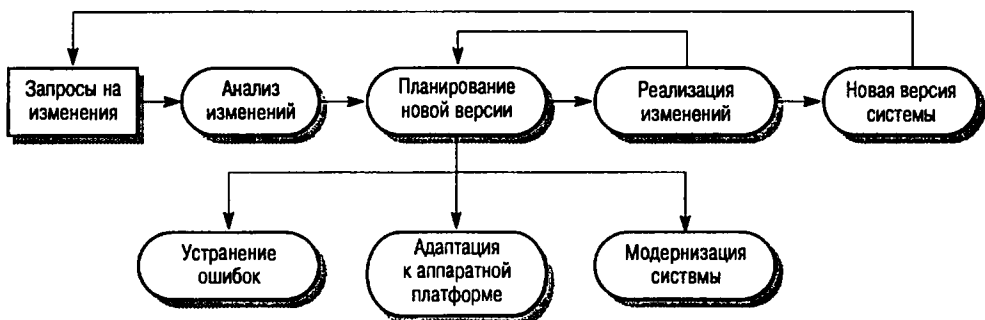 Запросы на
изменения
Анализ
изменений
Планирование
новой версии
Реализация
изменений
Новая версия
системы
Устранение
ошибок
Адаптация
к аппаратной
платформе
Модернизация
систвмы